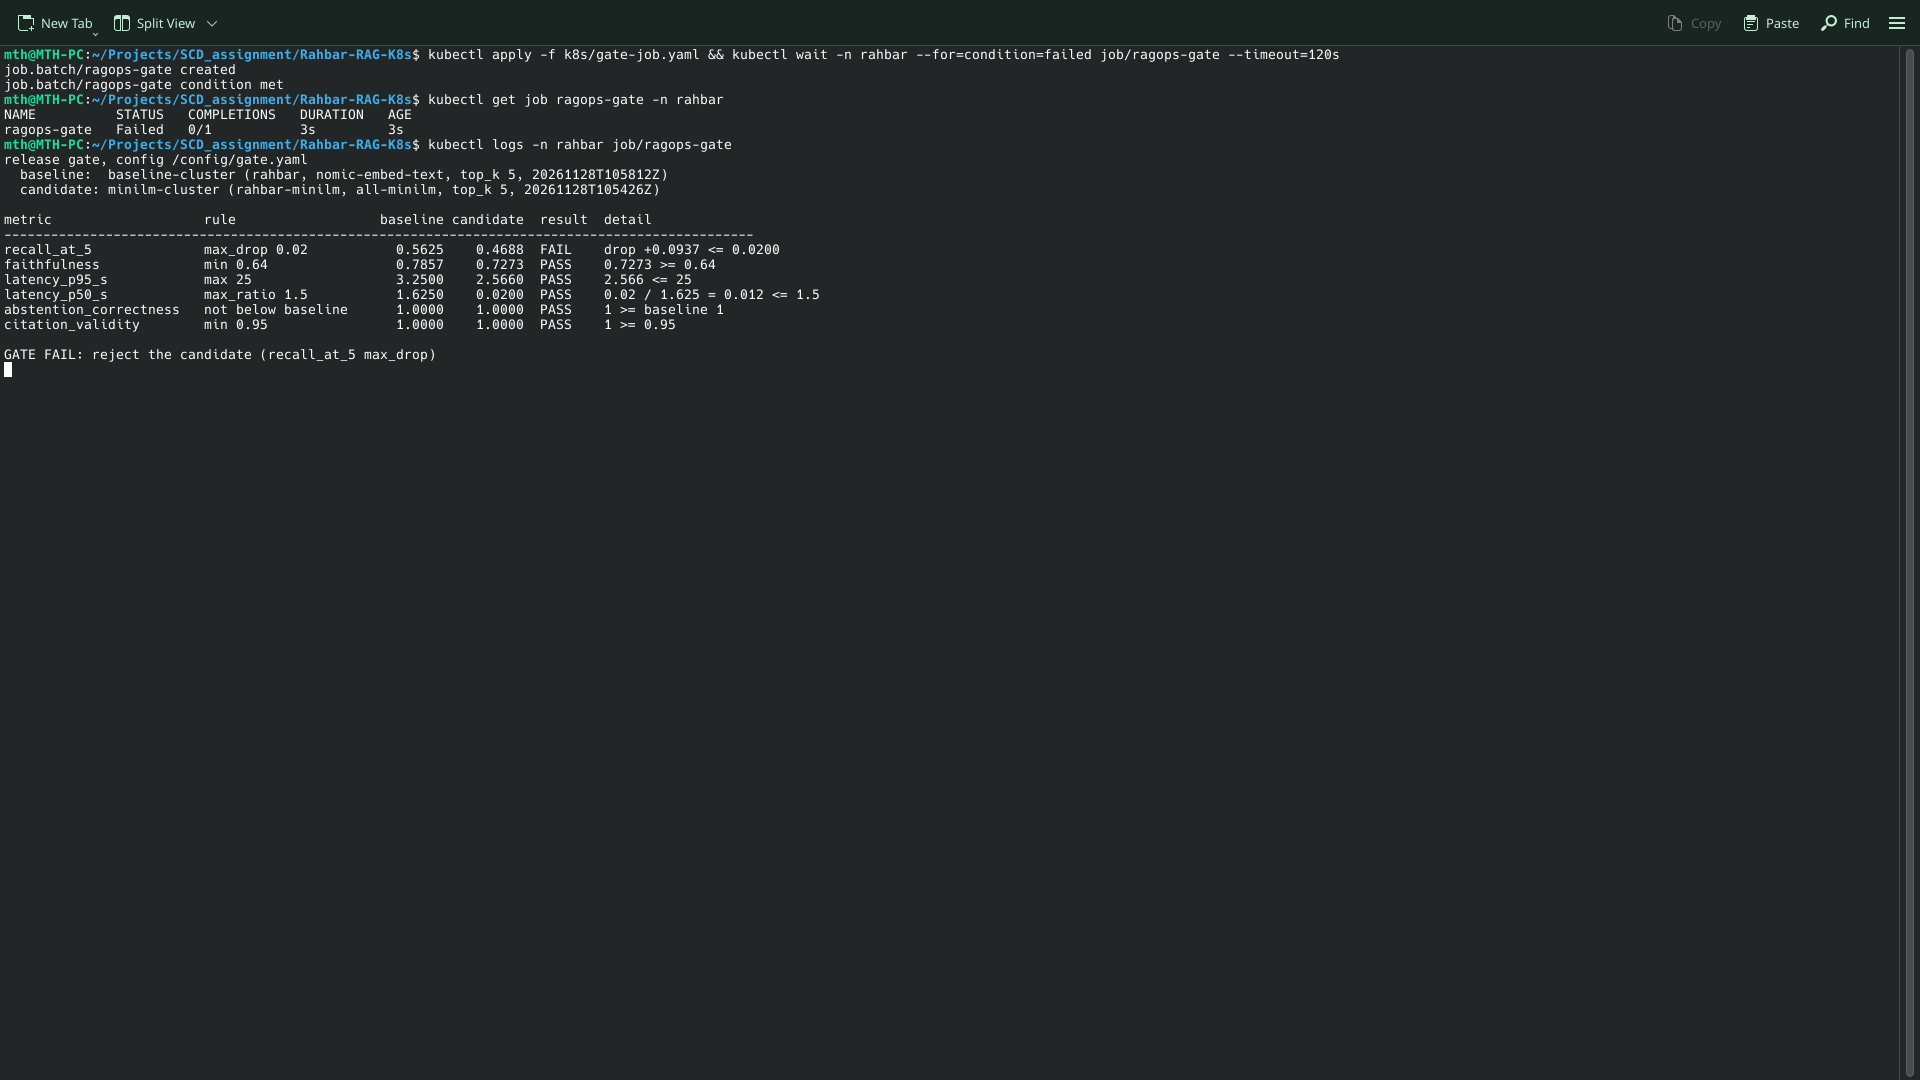 New Tab Split View Copy Paste Find
mth@MTH-PC:~/Projects/SCD_assignment/Rahbar-RAG-K8s$ kubectl apply -f k8s/gate-job.yaml && kubectl wait -n rahbar --for=condition=failed job/ragops-gate --timeout=120s
job.batch/ragops-gate created
job.batch/ragops-gate condition met
mth@MTH-PC:~/Projects/SCD_assignment/Rahbar-RAG-K8s$ kubectl get job ragops-gate -n rahbar
NAME          STATUS   COMPLETIONS   DURATION   AGE
ragops-gate   Failed   0/1           3s         3s
mth@MTH-PC:~/Projects/SCD_assignment/Rahbar-RAG-K8s$ kubectl logs -n rahbar job/ragops-gate
release gate, config /config/gate.yaml
  baseline:  baseline-cluster (rahbar, nomic-embed-text, top_k 5, 20261128T105812Z)
  candidate: minilm-cluster (rahbar-minilm, all-minilm, top_k 5, 20261128T105426Z)
metric                   rule                  baseline candidate  result  detail
----------------------------------------------------------------------------------------------
recall_at_5              max_drop 0.02           0.5625    0.4688  FAIL    drop +0.0937 <= 0.0200
faithfulness             min 0.64                0.7857    0.7273  PASS    0.7273 >= 0.64
latency_p95_s            max 25                  3.2500    2.5660  PASS    2.566 <= 25
latency_p50_s            max_ratio 1.5           1.6250    0.0200  PASS    0.02 / 1.625 = 0.012 <= 1.5
abstention_correctness   not below baseline      1.0000    1.0000  PASS    1 >= baseline 1
citation_validity        min 0.95                1.0000    1.0000  PASS    1 >= 0.95
GATE FAIL: reject the candidate (recall_at_5 max_drop)